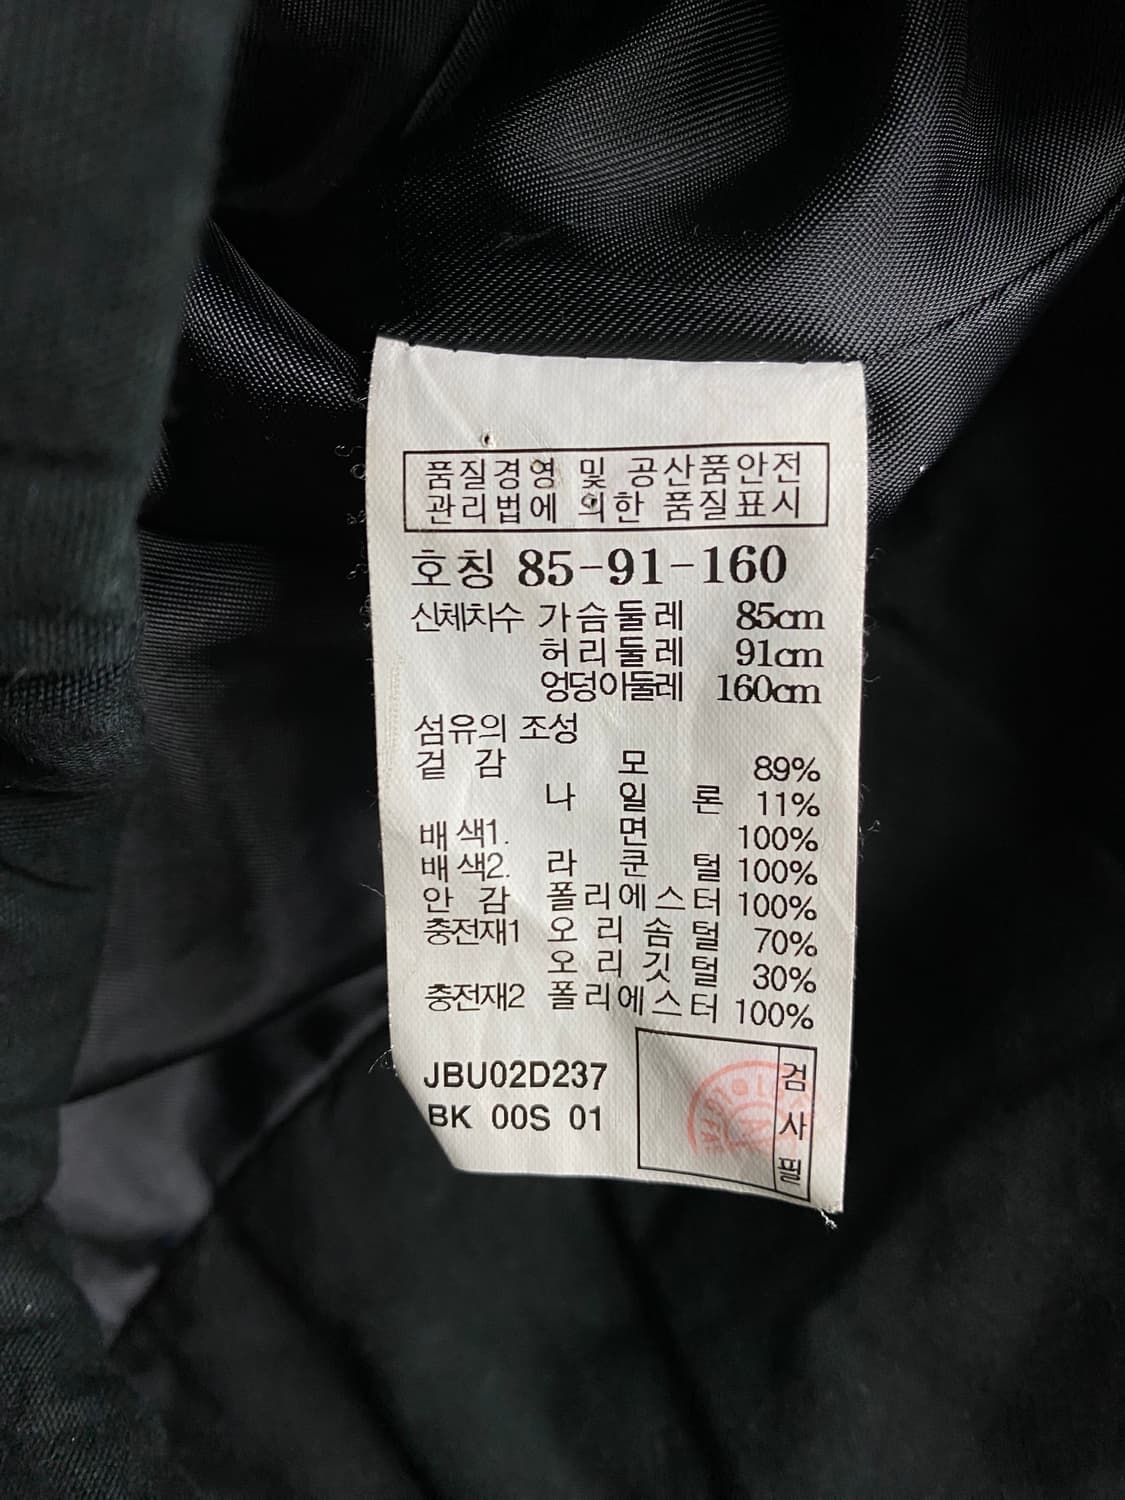 품질경영 및 공산품안전
관리법에 의한 품질표시
호칭 85-91-160
신체치수 가슴둘레 85cm
허리둘레 91cm
엉덩이둘레 160cm
섬유의 조성
겉감 모 89%
나일론 11%
배색1. 면 100%
배색2. 라쿤털 100%
안감 폴리에스터 100%
충전재1 오리솜털 70%
오리깃털 30%
충전재2 폴리에스터 100%
JBU02D237
BK 00S 01
검사필